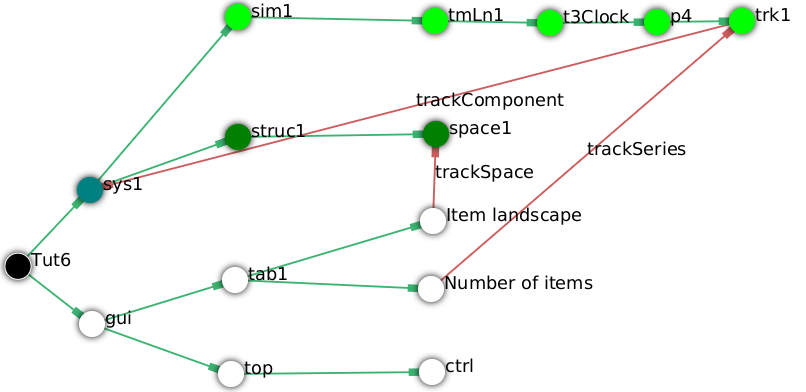 sim1
tmLn1
t3Clock
p4
trk1
trackComponent
struc1
space1
trackSeries
trackSpace
sys1
Item landscape
Tut6
tab1
Number of items
gui
top
ctrl